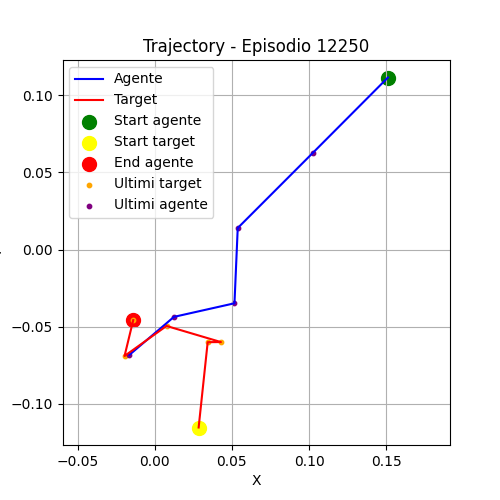 Trajectory - Episodio 12250
Agente
Target
Start agente
Start target
End agente
Ultimi target
Ultimi agente
0.10
0.05
0.00
−0.05
−0.10
−0.05
0.00
0.05
0.10
0.15
X